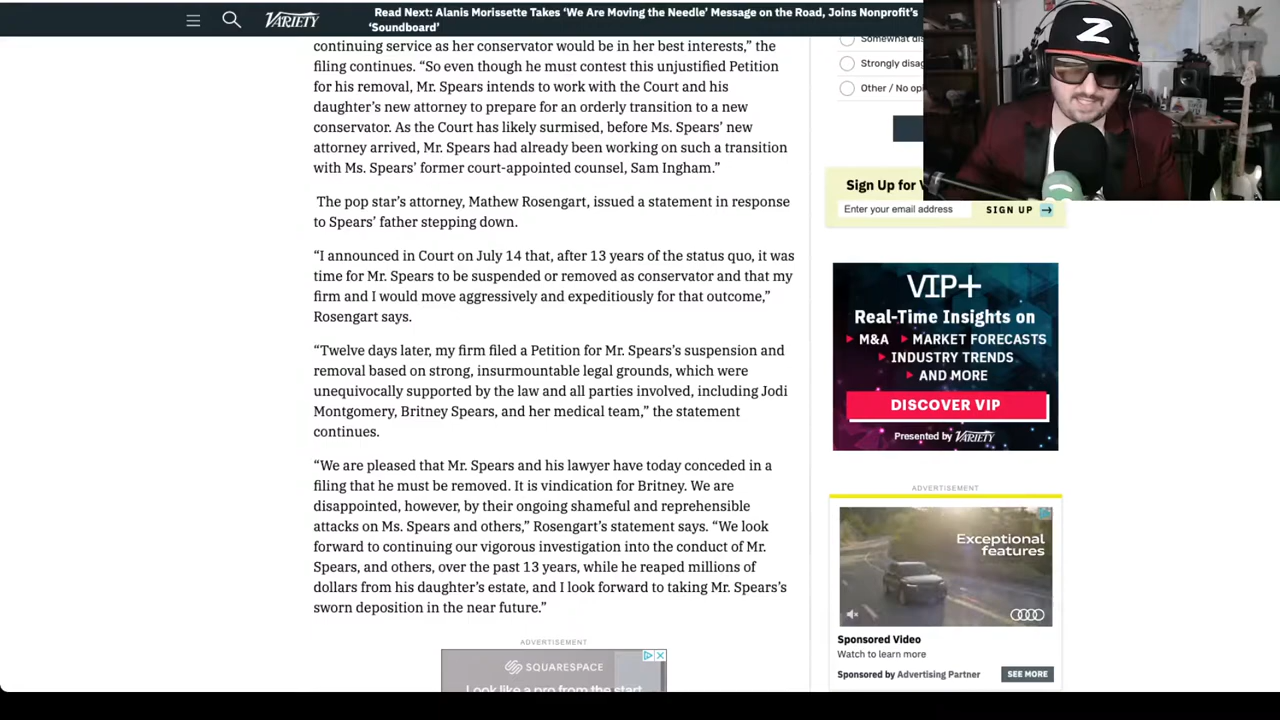 Read Next: Alanis Morissette Takes ‘We Are Moving the Needle’ Message on the Road, Joins Nonprofit’s
‘Soundboard’
VARIETY
continuing service as her conservator would be in her best interests,” the
filing continues. “So even though he must contest this unjustified Petition
for his removal, Mr. Spears intends to work with the Court and his
daughter’s new attorney to prepare for an orderly transition to a new
conservator. As the Court has likely surmised, before Ms. Spears’ new
attorney arrived, Mr. Spears had already been working on such a transition
with Ms. Spears’ former court-appointed counsel, Sam Ingham.”
The pop star’s attorney, Mathew Rosengart, issued a statement in response
to Spears’ father stepping down.
“I announced in Court on July 14 that, after 13 years of the status quo, it was
time for Mr. Spears to be suspended or removed as conservator and that my
firm and I would move aggressively and expeditiously for that outcome,”
Rosengart says.
“Twelve days later, my firm filed a Petition for Mr. Spears’s suspension and
removal based on strong, insurmountable legal grounds, which were
unequivocally supported by the law and all parties involved, including Jodi
Montgomery, Britney Spears, and her medical team,” the statement
continues.
“We are pleased that Mr. Spears and his lawyer have today conceded in a
filing that he must be removed. It is vindication for Britney. We are
disappointed, however, by their ongoing shameful and reprehensible
attacks on Ms. Spears and others,” Rosengart’s statement says. “We look
forward to continuing our vigorous investigation into the conduct of Mr.
Spears, and others, over the past 13 years, while he reaped millions of
dollars from his daughter’s estate, and I look forward to taking Mr. Spears’s
sworn deposition in the near future.”
ADVERTISEMENT
SQUARESPACE
Look like a pro from the start
Somewhat
Strongly
Other / No
Z
Sign Up for
Enter your email address
SIGN UP
VIP+
Real-Time Insights on
M&A MARKET FORECASTS
INDUSTRY TRENDS
AND MORE
DISCOVER VIP
Presented by VARIETY
ADVERTISEMENT
Exceptional
features
Sponsored Video
Watch to learn more
Sponsored by Advertising Partner
SEE MORE